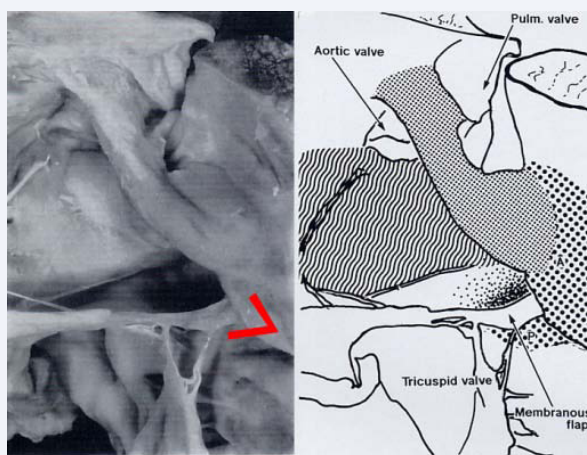 Pulm. valve
Aortic valve
A
P
Tricuspid valve
Membranous
flap